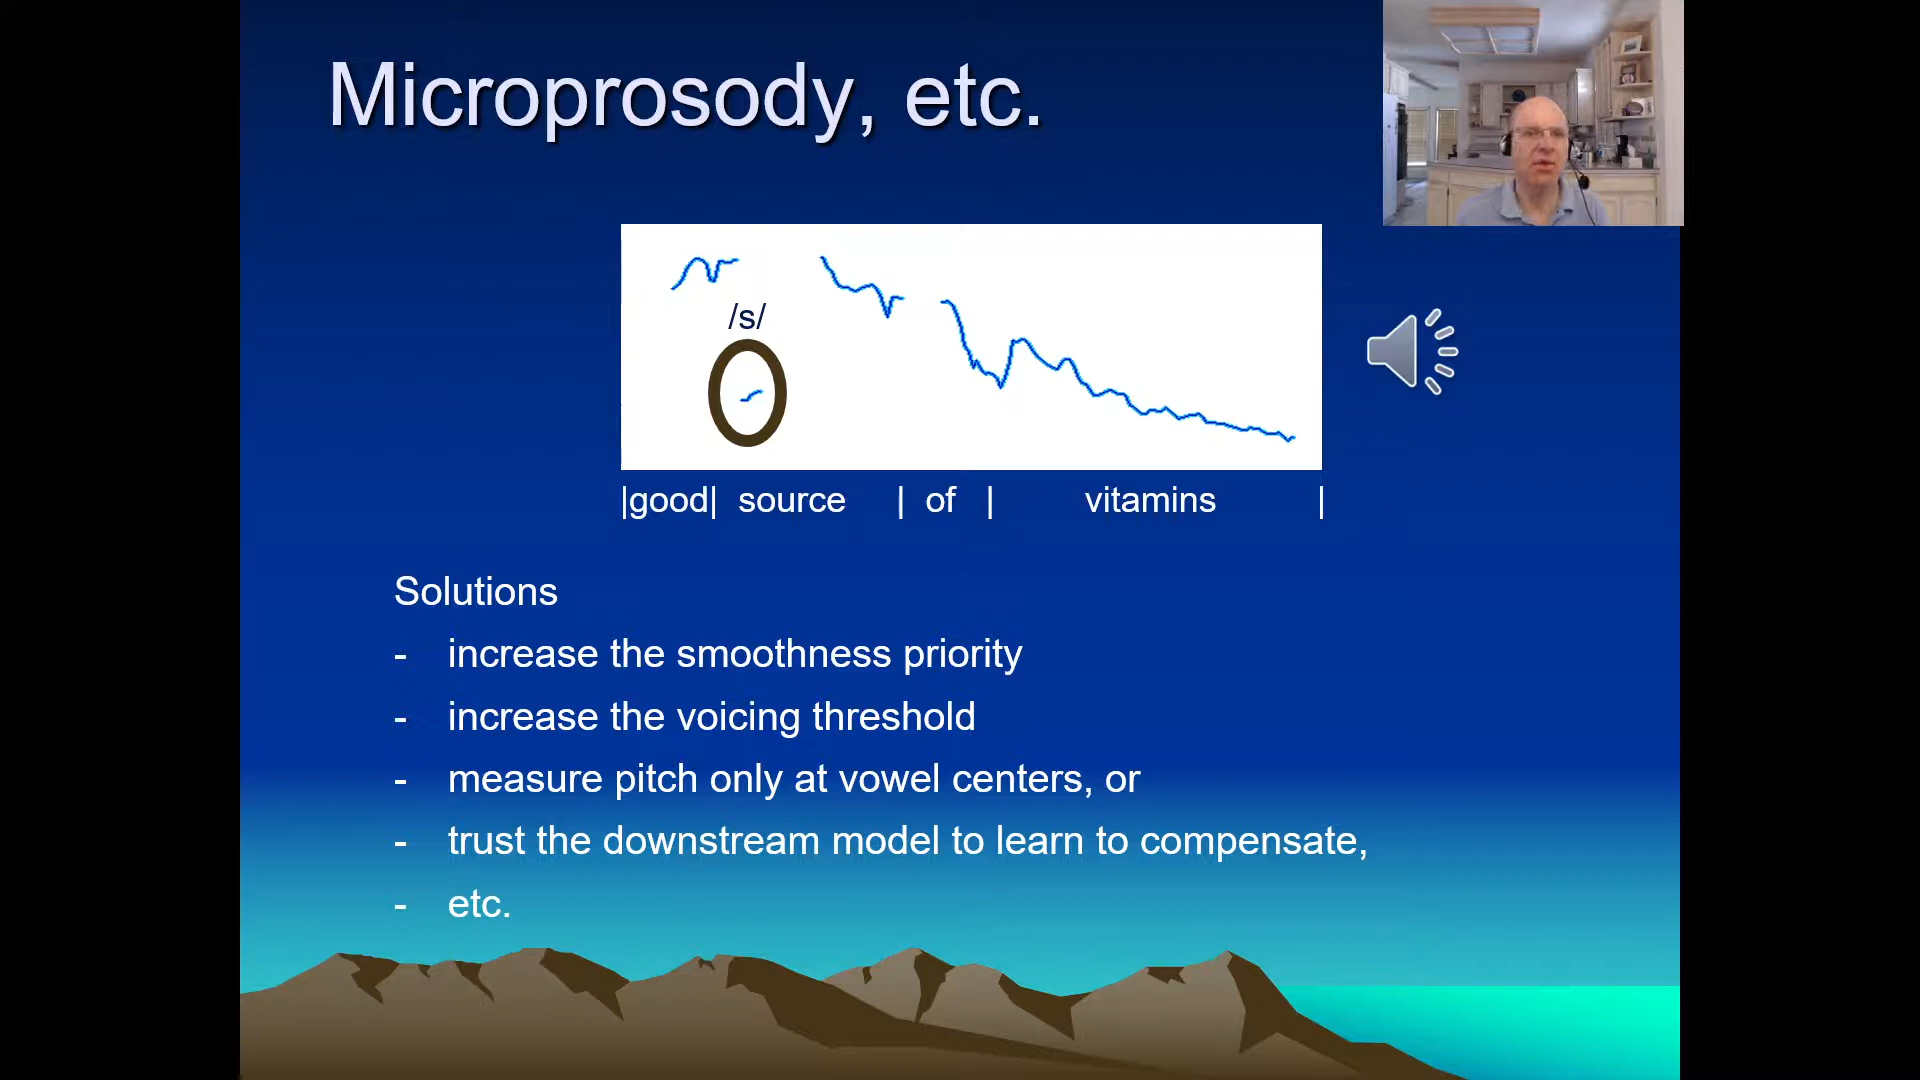 Microprosody, etc.
/s/
|good| source | of | vitamins |
Solutions
- increase the smoothness priority
- increase the voicing threshold
- measure pitch only at vowel centers, or
- trust the downstream model to learn to compensate,
- etc.